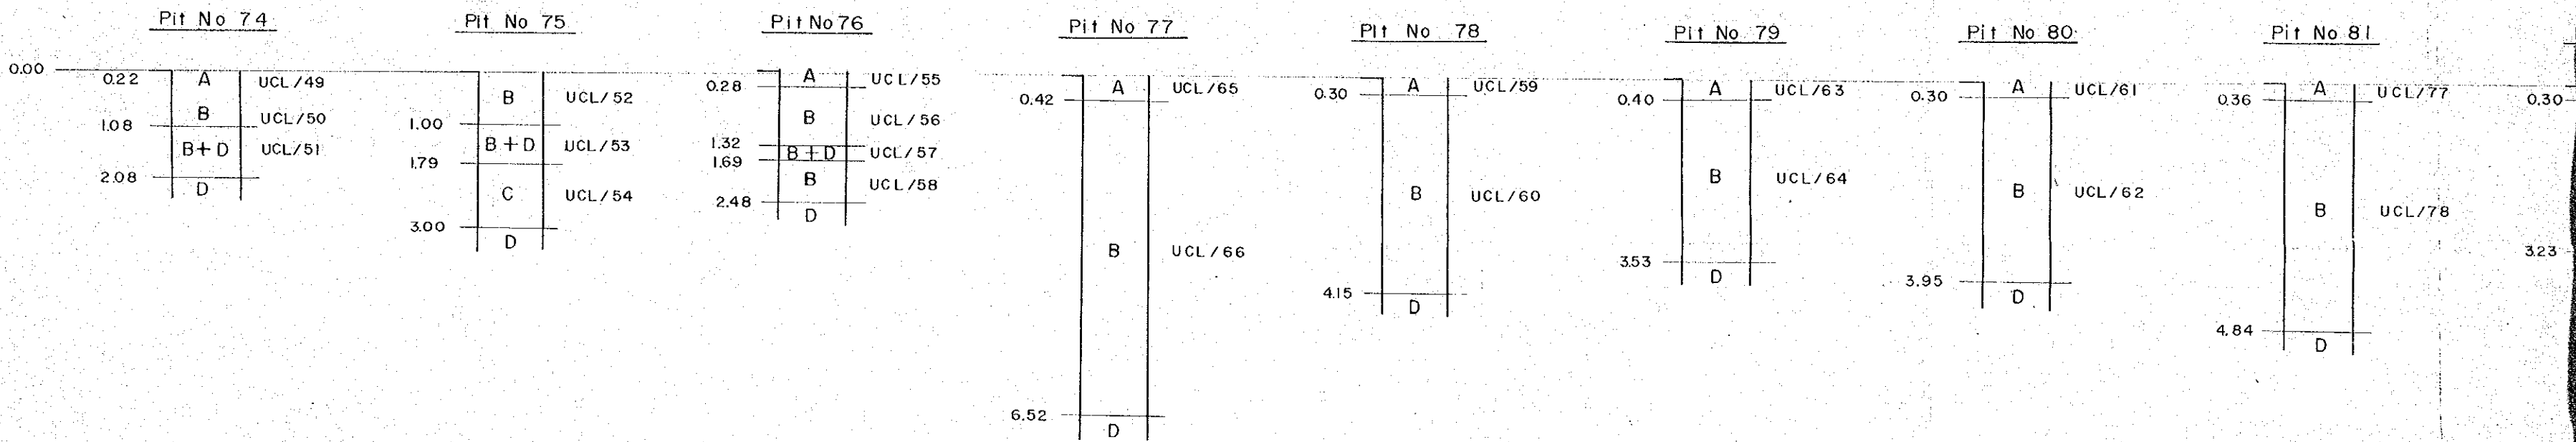 Pit No 74
0.00
0.22 A UCL/49
B UCL/50
1.08
B+D UCL/51
2.08
D
Pit No 75
B UCL/52
1.00
B+D UCL/53
1.79
C UCL/54
3.00
D
Pit No 76
A UCL/55
0.28
B UCL/56
1.32
B+D UCL/57
1.69
B UCL/58
2.48
D
Pit No 77
A UCL/65
0.42
B UCL/66
6.52
D
Pit No 78
A UCL/59
0.30
B UCL/60
4.15
D
Pit No 79
A UCL/63
0.40
B UCL/64
3.53
D
Pit No 80
A UCL/61
0.30
B UCL/62
3.95
D
Pit No 81
A UCL/77
0.36
B UCL/78
4.84
D
0.30
3.23